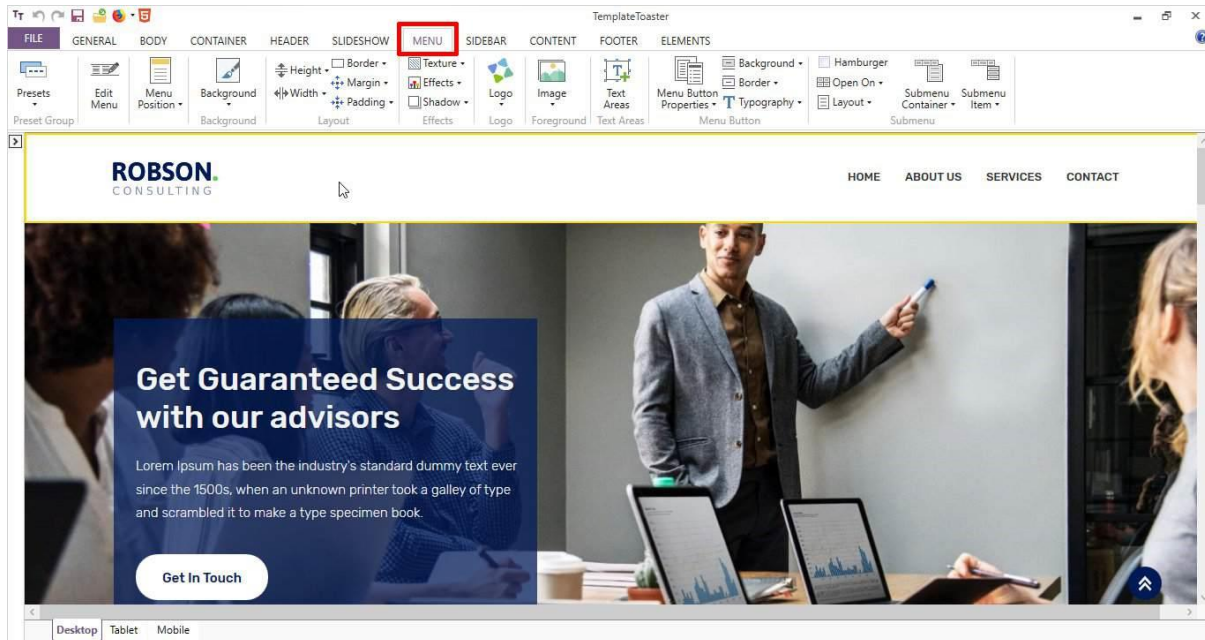 TT TemplateToaster
FILE GENERAL BODY CONTAINER HEADER SLIDESHOW MENU SIDEBAR CONTENT FOOTER ELEMENTS
Presets
Edit Menu
Menu Position
Background
Height
Width
Border
Margin
Padding
Texture
Effects
Shadow
Logo
Image
Text Areas
Menu Button Properties
Background
Border
Typography
Hamburger
Open On
Layout
Submenu Container
Submenu Item
Preset Group Background Layout Effects Logo Foreground Text Areas Menu Button Submenu
ROBSON.
CONSULTING
HOME ABOUT US SERVICES CONTACT
Get Guaranteed Success
with our advisors
Lorem Ipsum has been the industry's standard dummy text ever
since the 1500s, when an unknown printer took a galley of type
and scrambled it to make a type specimen book.
Get In Touch
Desktop Tablet Mobile